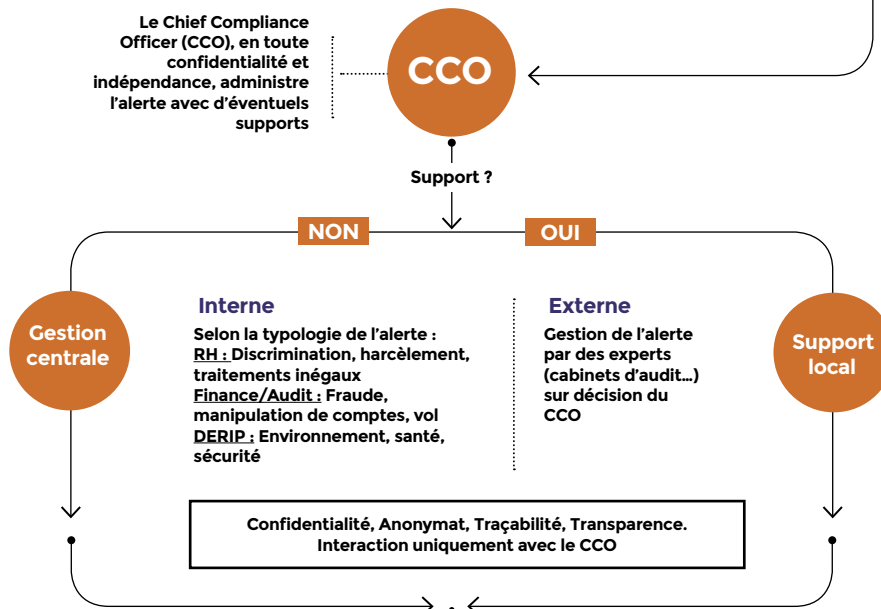 Le Chief Compliance
Officer (CCO), en toute
confidentialité et
indépendance, administre
l'alerte avec d'éventuels
supports
CCO
Support ?
NON
OUI
Gestion
centrale
Interne
Selon la typologie de l'alerte :
RH : Discrimination, harcèlement,
traitements inégaux
Finance/Audit : Fraude,
manipulation de comptes, vol
DERIP : Environnement, santé,
sécurité
Externe
Gestion de l'alerte
par des experts
(cabinets d'audit...)
sur décision du
CCO
Support
local
Confidentialité, Anonymat, Traçabilité, Transparence.
Interaction uniquement avec le CCO